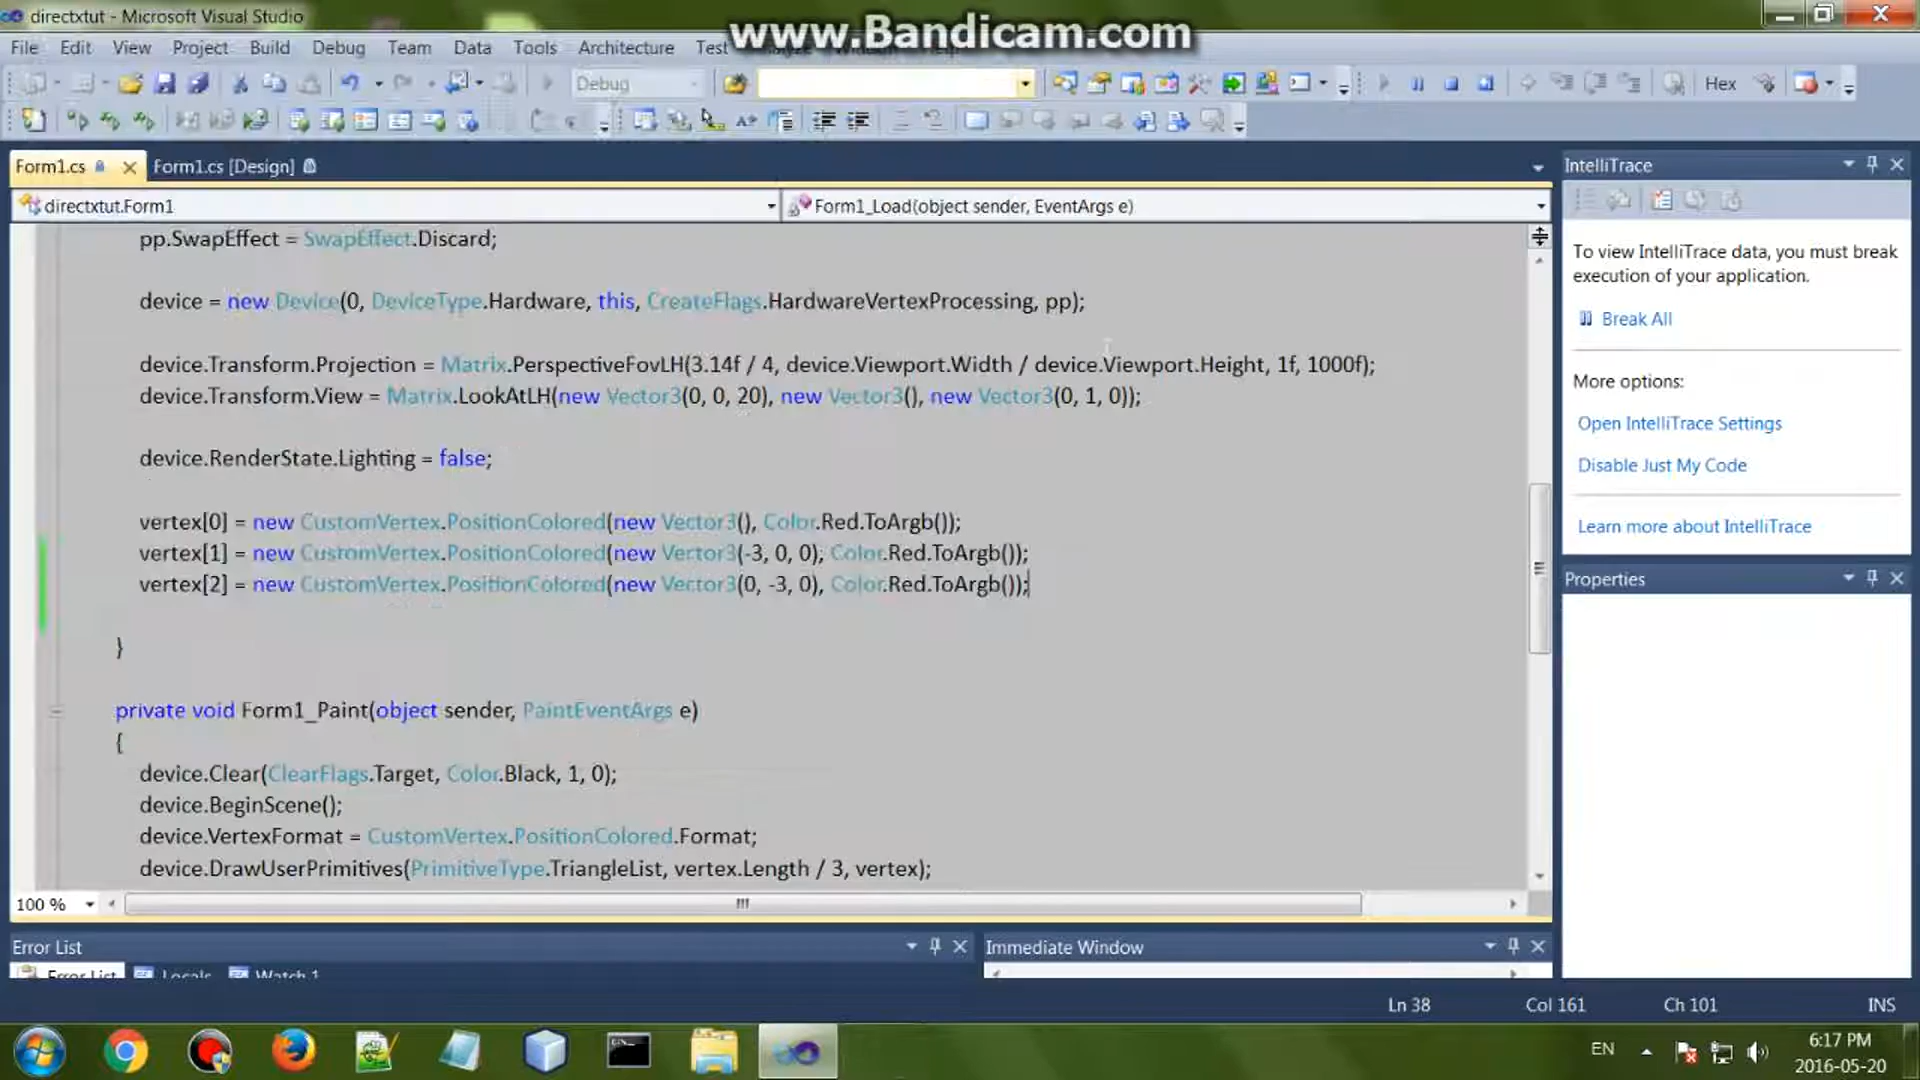 directxtut - Microsoft Visual Studio
www.Bandicam.com
File Edit View Project Build Debug Team Data Tools Architecture Test
Debug
Hex
Form1.cs
Form1.cs [Design]
IntelliTrace
directxtut.Form1
Form1_Load(object sender, EventArgs e)
pp.SwapEffect = SwapEffect.Discard;
device = new Device(0, DeviceType.Hardware, this, CreateFlags.HardwareVertexProcessing, pp);
device.Transform.Projection = Matrix.PerspectiveFovLH(3.14f / 4, device.Viewport.Width / device.Viewport.Height, 1f, 1000f);
device.Transform.View = Matrix.LookAtLH(new Vector3(0, 0, 20), new Vector3(), new Vector3(0, 1, 0));
device.RenderState.Lighting = false;
vertex[0] = new CustomVertex.PositionColored(new Vector3(), Color.Red.ToArgb());
vertex[1] = new CustomVertex.PositionColored(new Vector3(-3, 0, 0), Color.Red.ToArgb());
vertex[2] = new CustomVertex.PositionColored(new Vector3(0, -3, 0), Color.Red.ToArgb());
}
private void Form1_Paint(object sender, PaintEventArgs e)
{
device.Clear(ClearFlags.Target, Color.Black, 1, 0);
device.BeginScene();
device.VertexFormat = CustomVertex.PositionColored.Format;
device.DrawUserPrimitives(PrimitiveType.TriangleList, vertex.Length / 3, vertex);
To view IntelliTrace data, you must break
execution of your application.
Break All
More options:
Open IntelliTrace Settings
Disable Just My Code
Learn more about IntelliTrace
Properties
100 %
Error List
Immediate Window
Error List
Locals
Watch 1
Ln 38
Col 161
Ch 101
INS
EN
6:17 PM
2016-05-20